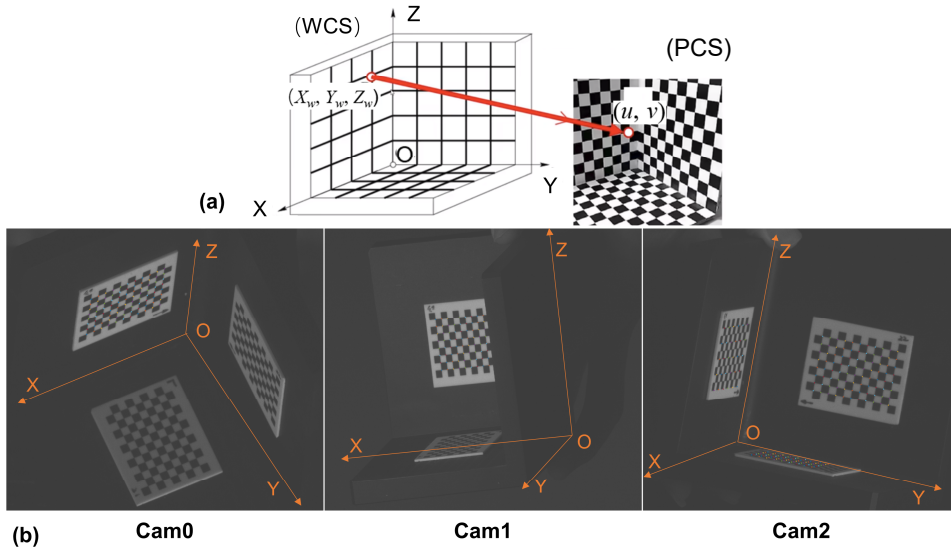 (WCS)
Z
(PCS)
(Xw, Yw, Zw)
(u, v)
O
Y
X
(a)
Z
O
X
Y
Z
O
X
Y
Z
O
X
Y
(b)
Cam0
Cam1
Cam2